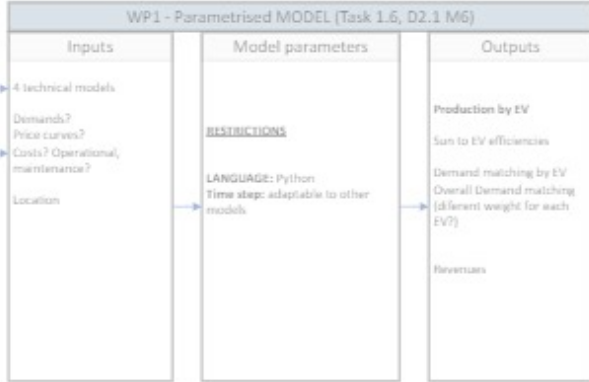 WP1 - Parametrised MODEL (Task 1.6, D2.1 M6)
Inputs
4 technical models
Demands?
Price curves?
Costs? Operational,
maintenance?
Location
Model parameters
RESTRICTIONS
LANGUAGE: Python
Time step: adaptable to other
models
Outputs
Production by EV
Sun to EV efficiencies
Demand matching by EV
Overall Demand matching
(diferent weight for each
EV?)
Revenues